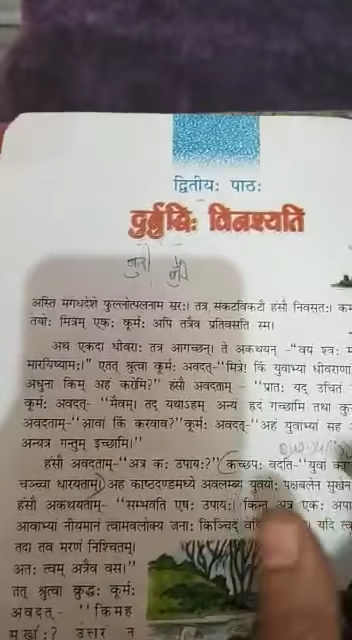 द्वितीयः पाठः
दुर्बुद्धिः विनश्यति
बुरी
अस्ति मगधदेशे फुल्लोत्पलनाम सरः। तत्र संकटविकटौ हंसौ निवसतः। कम
तयोः मित्रम् एकः कूर्मः अपि तत्रैव प्रतिवसति स्म।
अथ एकदा धीवराः तत्र आगच्छन्। ते अकथयन् -“वयं श्वः म
मारयिष्यामः।” एतत् श्रुत्वा कूर्मः अवदत्-“मित्रे! किं युवाभ्यां धीवराणां
अधुना किम् अहं करोमि?” हंसौ अवदताम् - “प्रातः यद् उचितं
कूर्मः अवदत्- “मैवम्। तद् यथाऽहम् अन्यं ह्रदं गच्छामि तथा कु
अवदताम्-“आवां किं करवाव?”कूर्मः अवदत्-“अहं युवाभ्यां सह अ
अन्यत्र गन्तुम् इच्छामि।”
हंसौ अवदताम्-“अत्र कः उपायः?” कच्छपः वदति-“युवां का
चञ्च्वा धारयताम्। अहं काष्ठदण्डमध्ये अवलम्ब्य युवयोः पक्षबलेन सुखेन
हंसौ अकथयताम्- “सम्भवति एषः उपायः। किन्तु अत्र एकः अपा
आवाभ्यां नीयमानं त्वामवलोक्य जनाः किञ्चिद् वदि यदि त्व
तदा तव मरणं निश्चितम्।
अतः त्वम् अत्रैव वस।”
तत् श्रुत्वा क्रुद्धः कूर्मः
अवदत्- “किमहं
मूर्खः? उत्तरं न